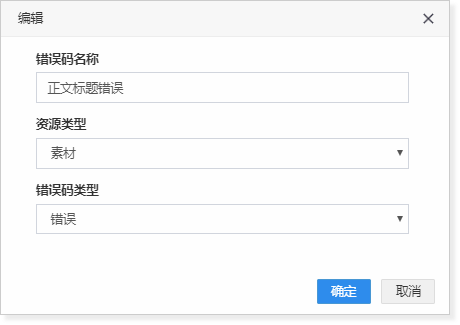 编辑
错误码名称
正文标题错误
资源类型
素材
错误码类型
错误
确定 取消